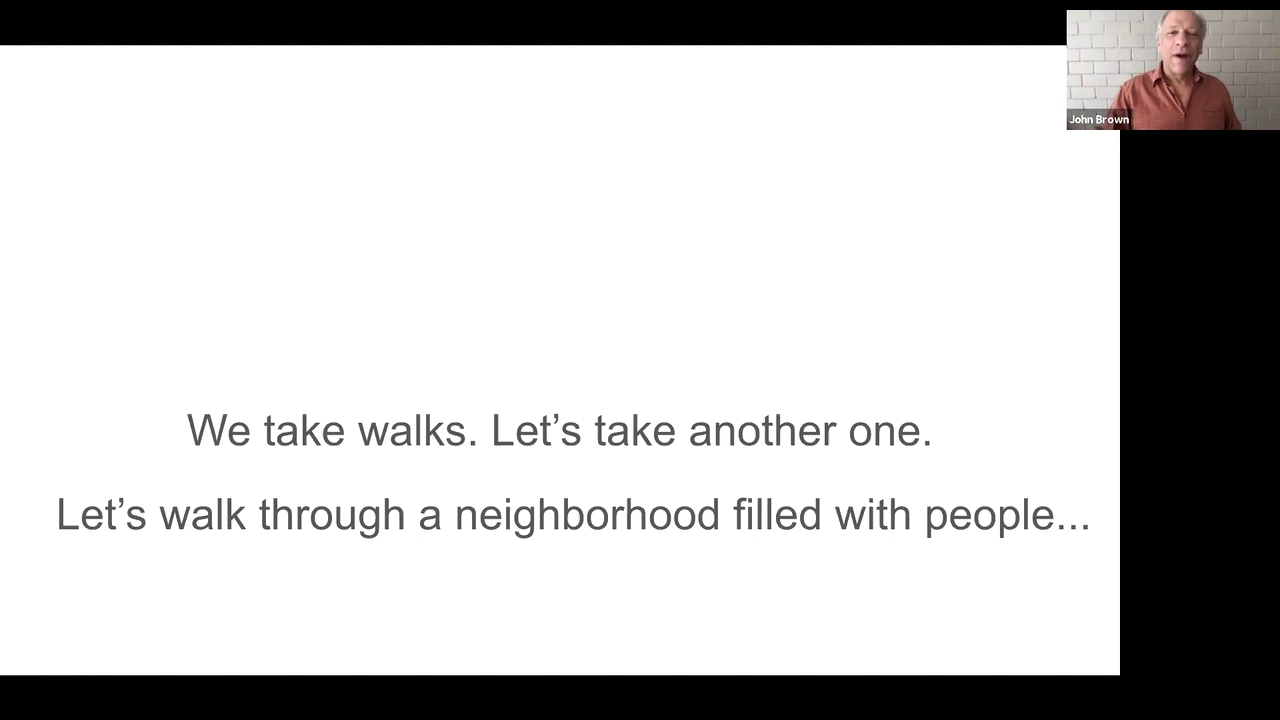 John Brown
We take walks. Let’s take another one.
Let’s walk through a neighborhood filled with people...